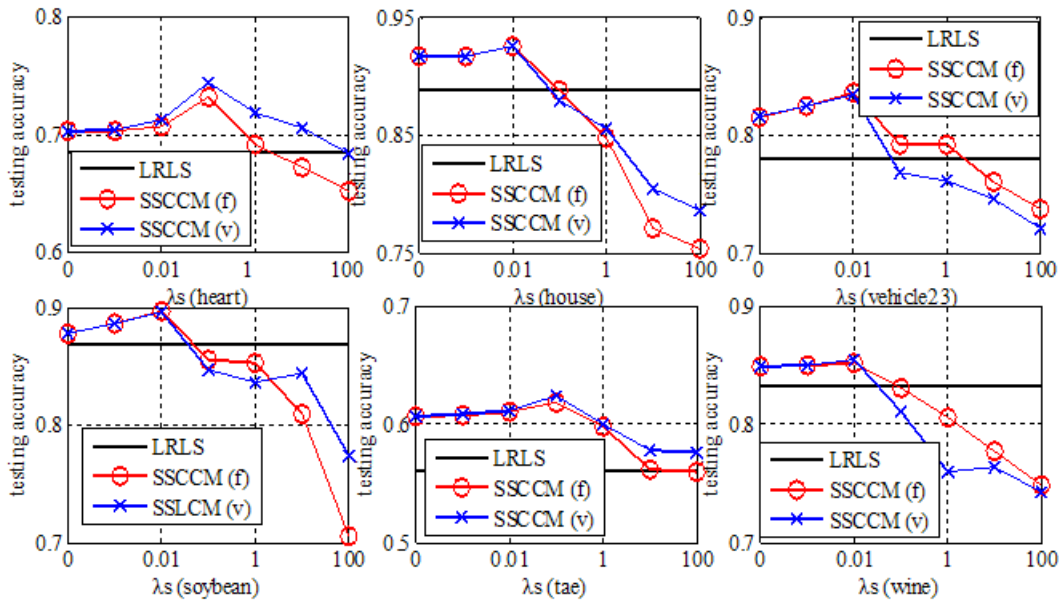 0.8
testing accuracy
0.7
0.6
LRLS
SSCCM (f)
SSCCM (v)
0 0.01 1 100
λs (heart)
0.95
testing accuracy
0.85
0.75
LRLS
SSCCM (f)
SSCCM (v)
0 0.01 1 100
λs (house)
0.9
testing accuracy
0.8
0.7
LRLS
SSCCM (f)
SSCCM (v)
0 0.01 1 100
λs (vehicle23)
0.9
testing accuracy
0.8
0.7
LRLS
SSCCM (f)
SSLCM (v)
0 0.01 1 100
λs (soybean)
0.7
testing accuracy
0.6
0.5
LRLS
SSCCM (f)
SSCCM (v)
0 0.01 1 100
λs (tae)
0.9
testing accuracy
0.8
0.7
LRLS
SSCCM (f)
SSCCM (v)
0 0.01 1 100
λs (wine)